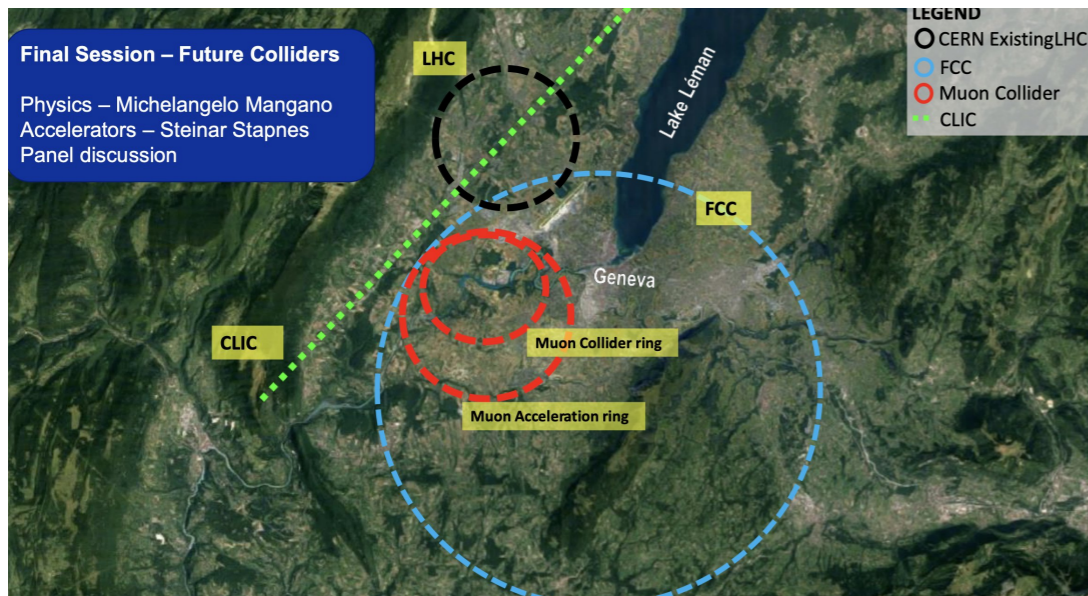 Final Session – Future Colliders
Physics – Michelangelo Mangano
Accelerators – Steinar Stapnes
Panel discussion
LEGEND
CERN ExistingLHC
FCC
Muon Collider
CLIC
LHC
Lake Léman
FCC
Geneva
CLIC
Muon Collider ring
Muon Acceleration ring